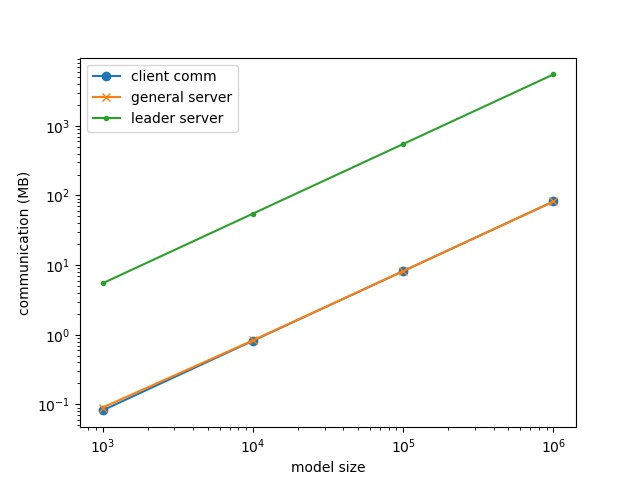 client comm
general server
leader server
10³
10²
10¹
10⁰
10⁻¹
communication (MB)
10³ 10⁴ 10⁵ 10⁶
model size